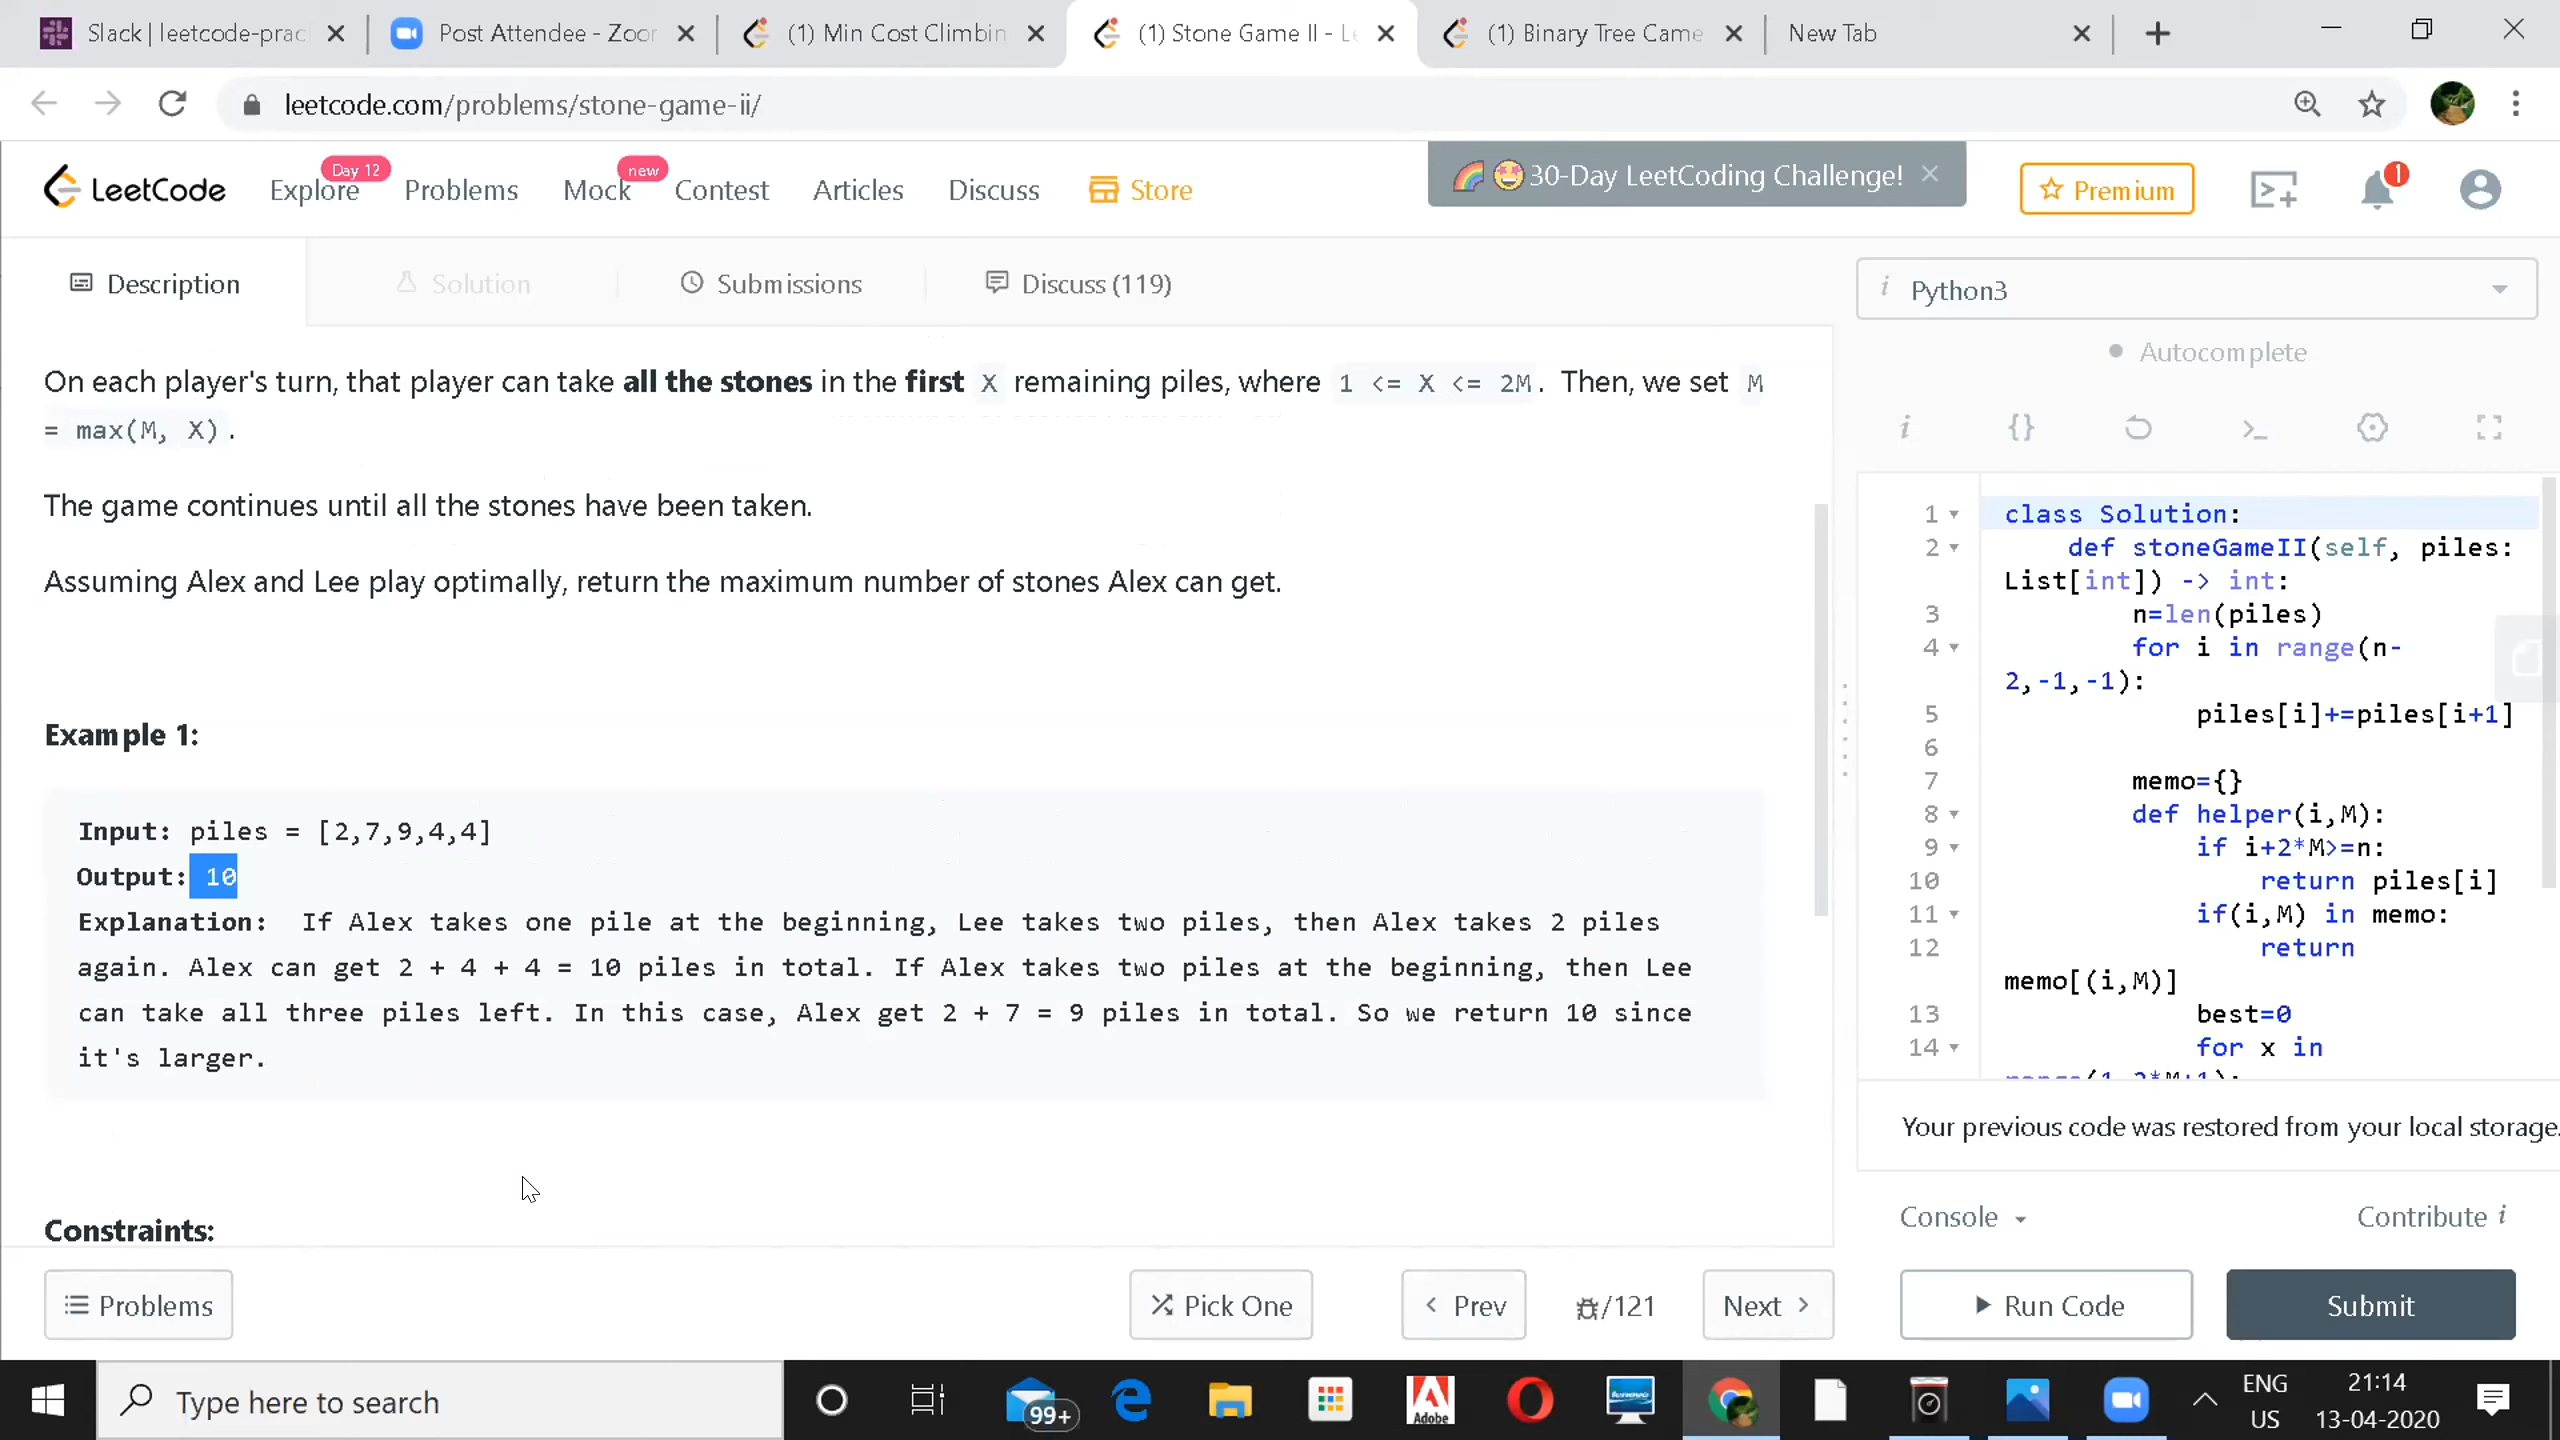 Slack | leetcode-prac
Post Attendee - Zoor
(1) Min Cost Climbin
(1) Stone Game II - Le
(1) Binary Tree Came
New Tab
leetcode.com/problems/stone-game-ii/
LeetCode
Explore
Day 12
Problems
Mock
new
Contest
Articles
Discuss
Store
30-Day LeetCoding Challenge!
Premium
1
Description
Solution
Submissions
Discuss (119)
On each player's turn, that player can take all the stones in the first X remaining piles, where 1 <= X <= 2M. Then, we set M
= max(M, X).
The game continues until all the stones have been taken.
Assuming Alex and Lee play optimally, return the maximum number of stones Alex can get.
Example 1:
Input: piles = [2,7,9,4,4]
Output: 10
Explanation: If Alex takes one pile at the beginning, Lee takes two piles, then Alex takes 2 piles
again. Alex can get 2 + 4 + 4 = 10 piles in total. If Alex takes two piles at the beginning, then Lee
can take all three piles left. In this case, Alex get 2 + 7 = 9 piles in total. So we return 10 since
it's larger.
Constraints:
Problems
Pick One
Prev
/121
Next
i Python3
Autocomplete
i {} >_
1 class Solution:
2 def stoneGameII(self, piles:
List[int]) -> int:
3 n=len(piles)
4 for i in range(n-
2,-1,-1):
5 piles[i]+=piles[i+1]
6
7 memo={}
8 def helper(i,M):
9 if i+2*M>=n:
10 return piles[i]
11 if(i,M) in memo:
12 return
memo[(i,M)]
13 best=0
14 for x in
range(1,2*M+1):
Your previous code was restored from your local storage.
Console
Contribute i
Run Code
Submit
Type here to search
99+
Adobe
lenovo
ENG
US
21:14
13-04-2020